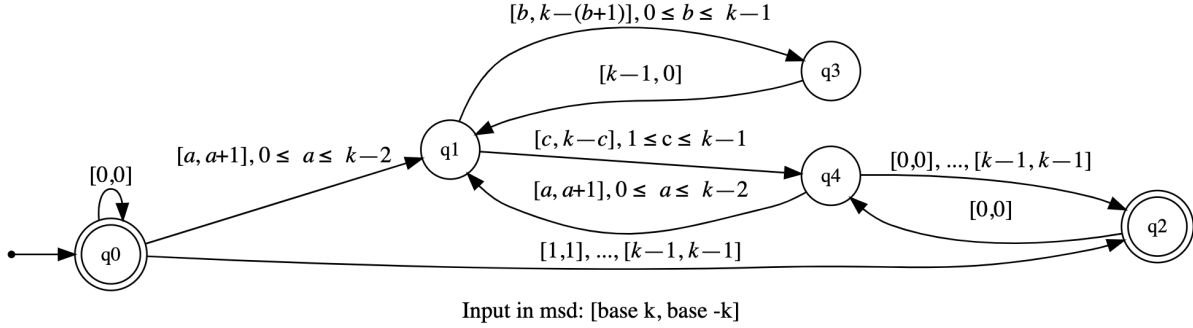 [b, k−(b+1)], 0 ≤ b ≤ k−1
q3
[k−1, 0]
[a, a+1], 0 ≤ a ≤ k−2
q1
[c, k−c], 1 ≤ c ≤ k−1
[0,0]
q4
[0,0], ..., [k−1, k−1]
[a, a+1], 0 ≤ a ≤ k−2
[0,0]
q0
[1,1], ..., [k−1, k−1]
q2
Input in msd: [base k, base -k]